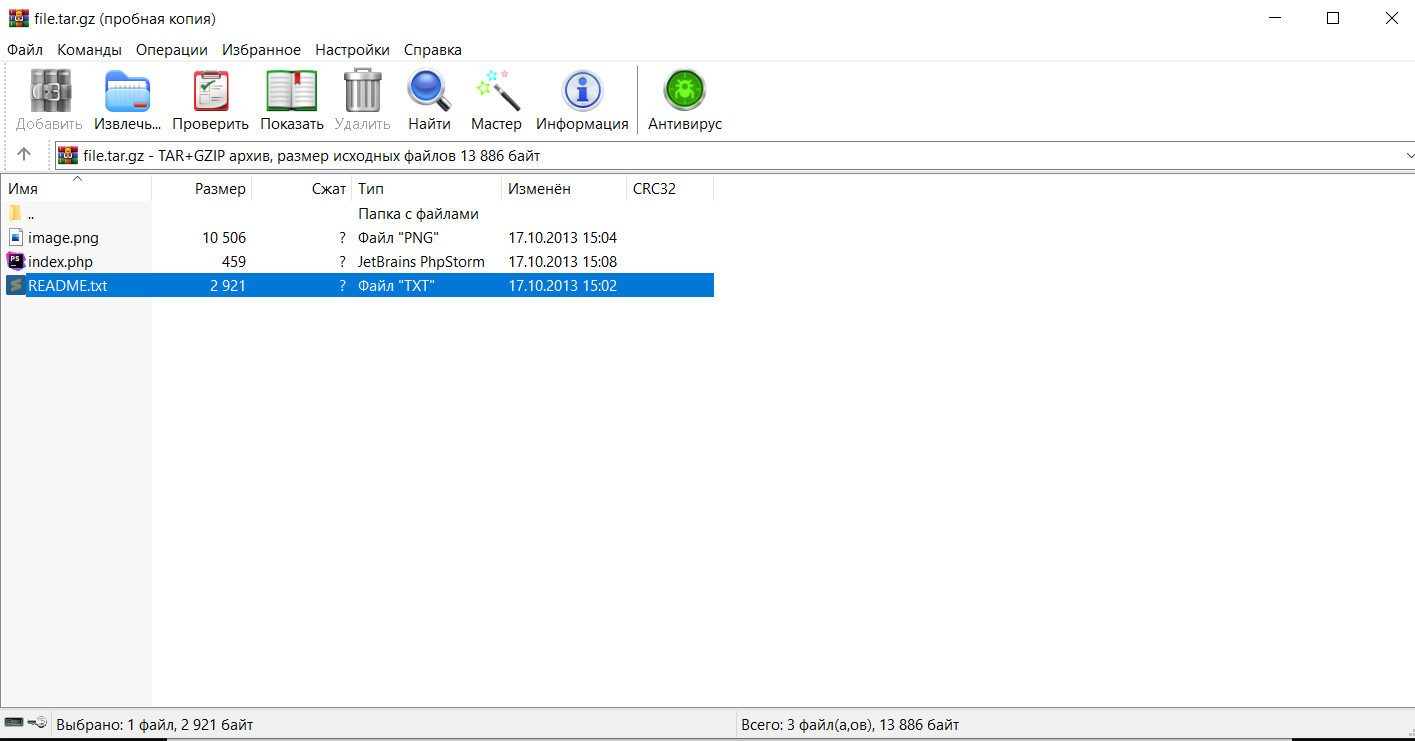 file.tar.gz (пробная копия)
Файл Команды Операции Избранное Настройки Справка
Добавить Извлечь... Проверить Показать Удалить Найти Мастер Информация Антивирус
file.tar.gz - TAR+GZIP архив, размер исходных файлов 13 886 байт
Имя Размер Сжат Тип Изменён CRC32
.. Папка с файлами
image.png 10 506 ? Файл "PNG" 17.10.2013 15:04
PS index.php 459 ? JetBrains PhpStorm 17.10.2013 15:08
README.txt 2 921 ? Файл "TXT" 17.10.2013 15:02
Выбрано: 1 файл, 2 921 байт Всего: 3 файл(а,ов), 13 886 байт